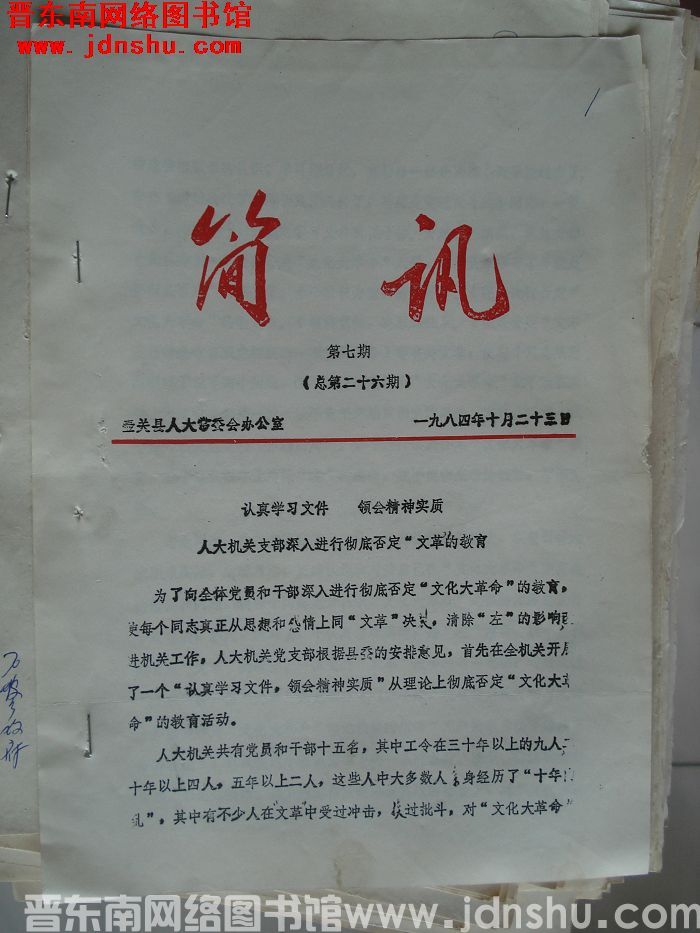 晋东南网络图书馆
www.jdnshu.com
简讯
第七期
（总第二十六期）
壶关县人大常委会办公室 一九八四年十月二十三日
认真学习文件 领会精神实质
人大机关支部深入进行彻底否定“文革”的教育
为了向全体党员和干部深入进行彻底否定“文化大革命”的教育，
使每个同志真正从思想和感情上同“文革”决裂，清除“左”的影响
进机关工作，人大机关党支部根据县委的安排意见，首先在全机关开展
了一个“认真学习文件，领会精神实质”从理论上彻底否定“文化大革
命”的教育活动。
人大机关共有党员和干部十五名，其中工令在三十年以上的九人
十年以上四人，五年以上二人，这些人中大多数人身经历了“十年
乱”，其中有不少人在“文革”中受过冲击，挨过批斗，对“文化大革命”
晋东南网络图书馆www.jdnshu.com